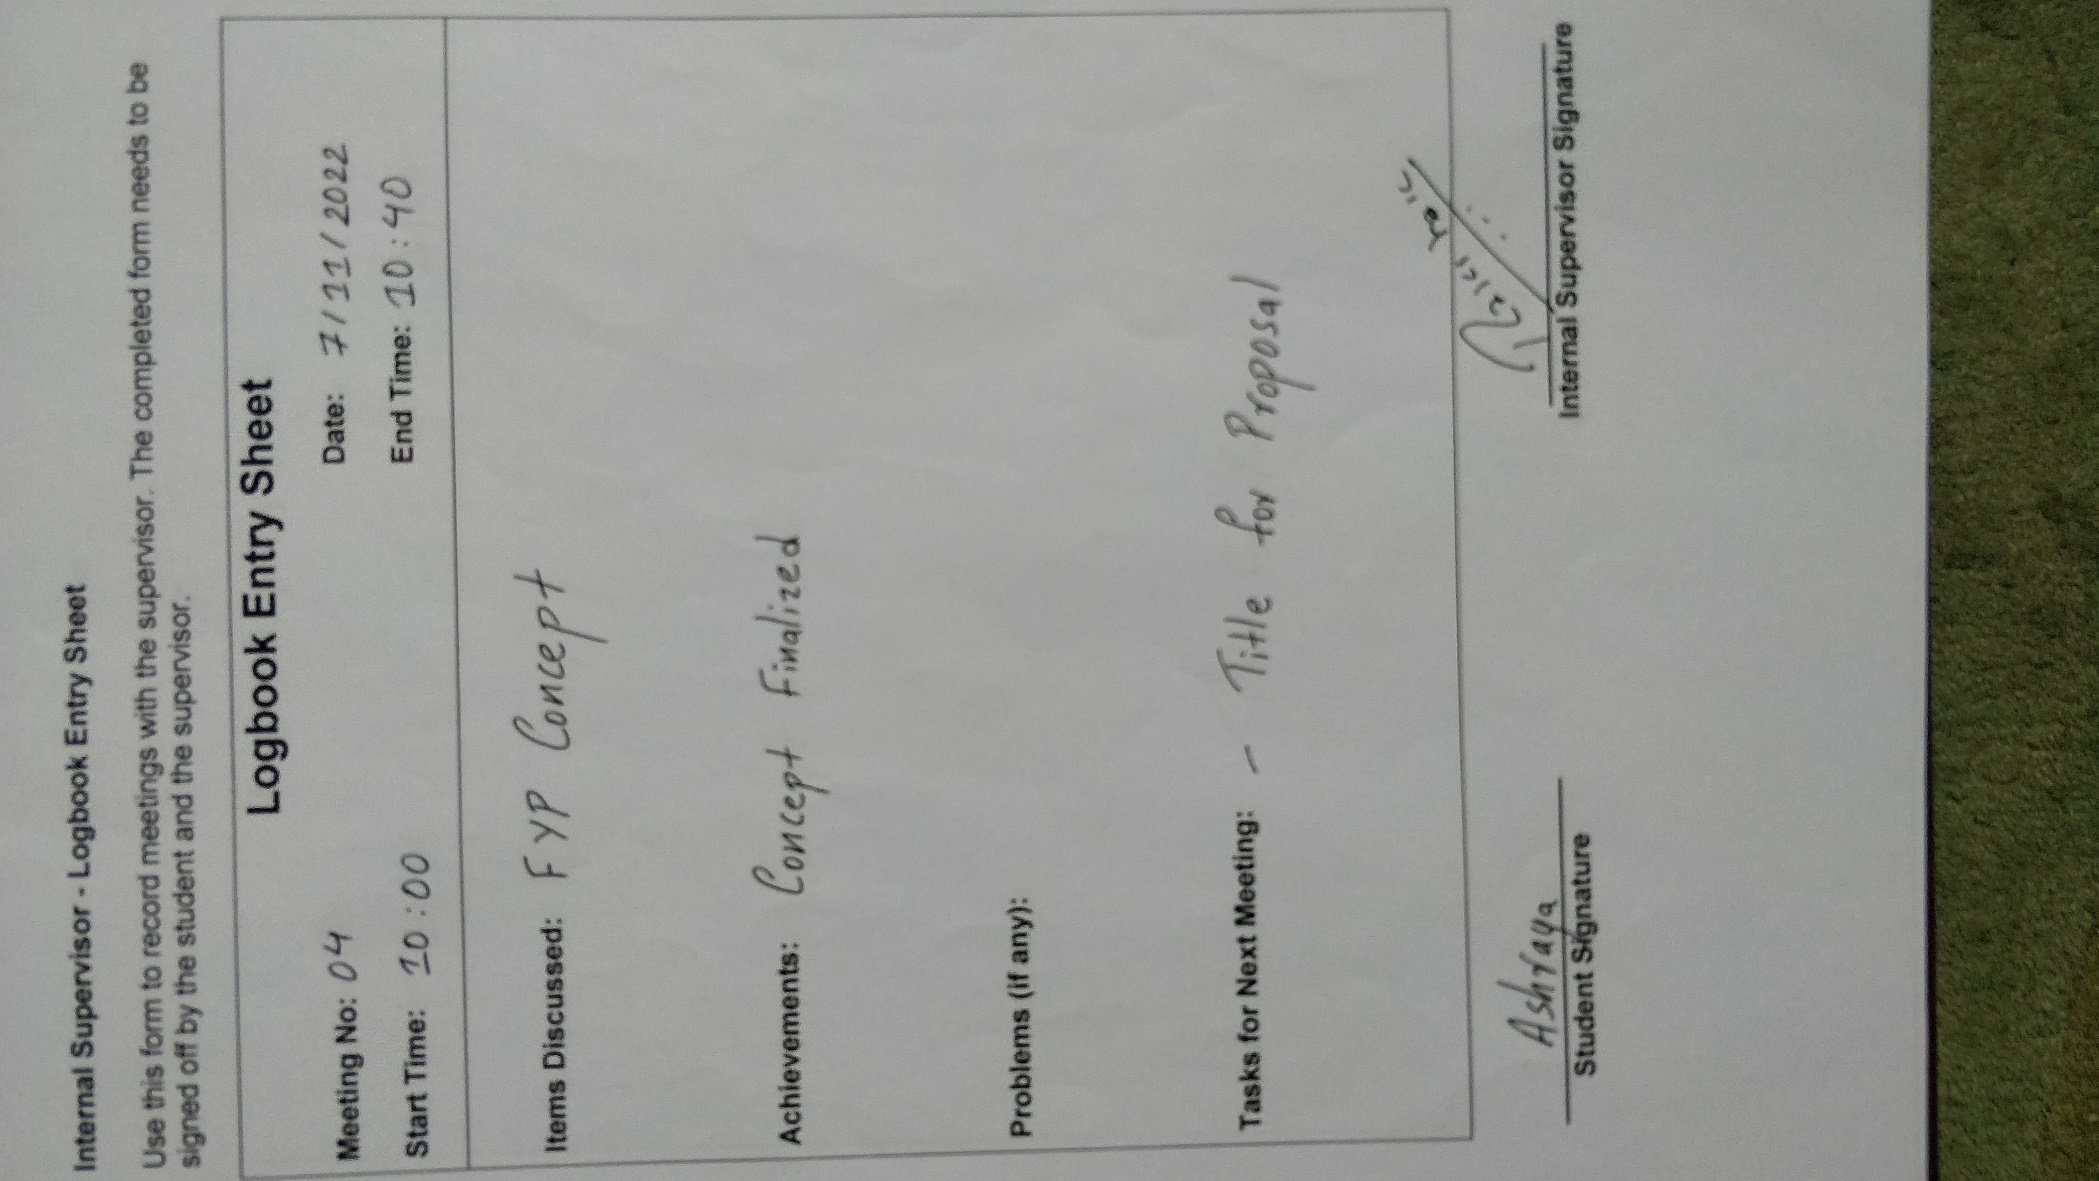 Internal Supervisor - Logbook Entry Sheet
Use this form to record meetings with the supervisor. The completed form needs to be
signed off by the student and the supervisor.
Logbook Entry Sheet
Meeting No: 04 Date: 7/11/2022
Start Time: 10:00 End Time: 10:40
Items Discussed: FYP Concept
Achievements: Concept Finalized
Problems (if any):
Tasks for Next Meeting: - Title for Proposal
Ashraya
Student Signature Internal Supervisor Signature